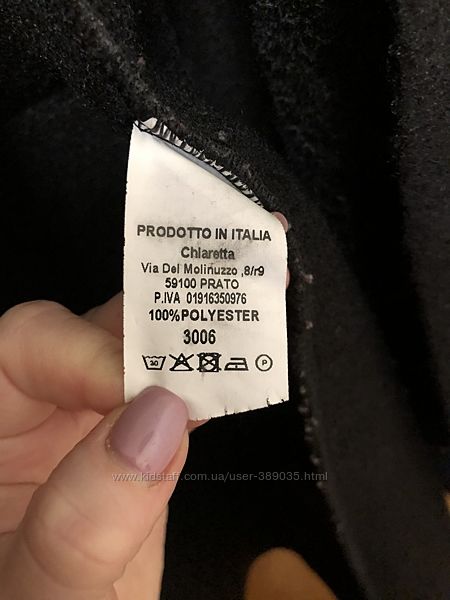 PRODOTTO IN ITALIA
Chiaretta
Via Del Molinuzzo ,8/r9
59100 PRATO
P.IVA 01916350976
100%POLYESTER
3006
30 P
www.kidstaff.com.ua/user-389035.html